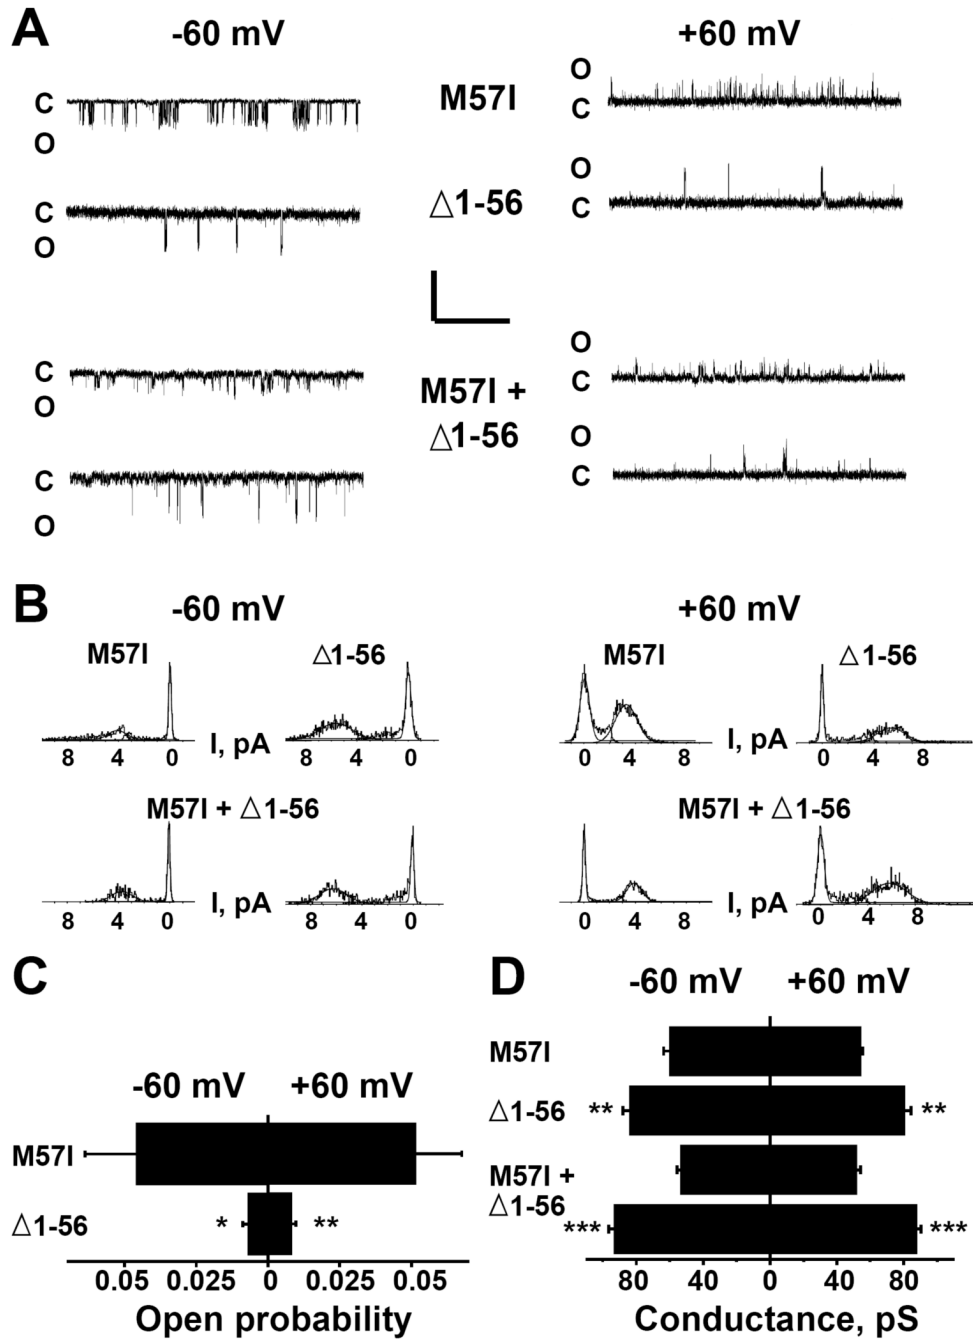 A
-60 mV
+60 mV
C
O
M57I
O
C
C
O
△1-56
O
C
C
O
M57I +
△1-56
O
C
C
O
O
C
B
-60 mV
+60 mV
M57I
△1-56
M57I
△1-56
8 4 0
I, pA
8 4 0
0 4 8
I, pA
0 4 8
M57I + △1-56
M57I + △1-56
8 4 0
I, pA
8 4 0
0 4 8
I, pA
0 4 8
C
-60 mV +60 mV
M57I
△1-56
* **
0.05 0.025 0 0.025 0.05
Open probability
D
-60 mV +60 mV
M57I
△1-56
** **
M57I +
△1-56
*** ***
80 40 0 40 80
Conductance, pS